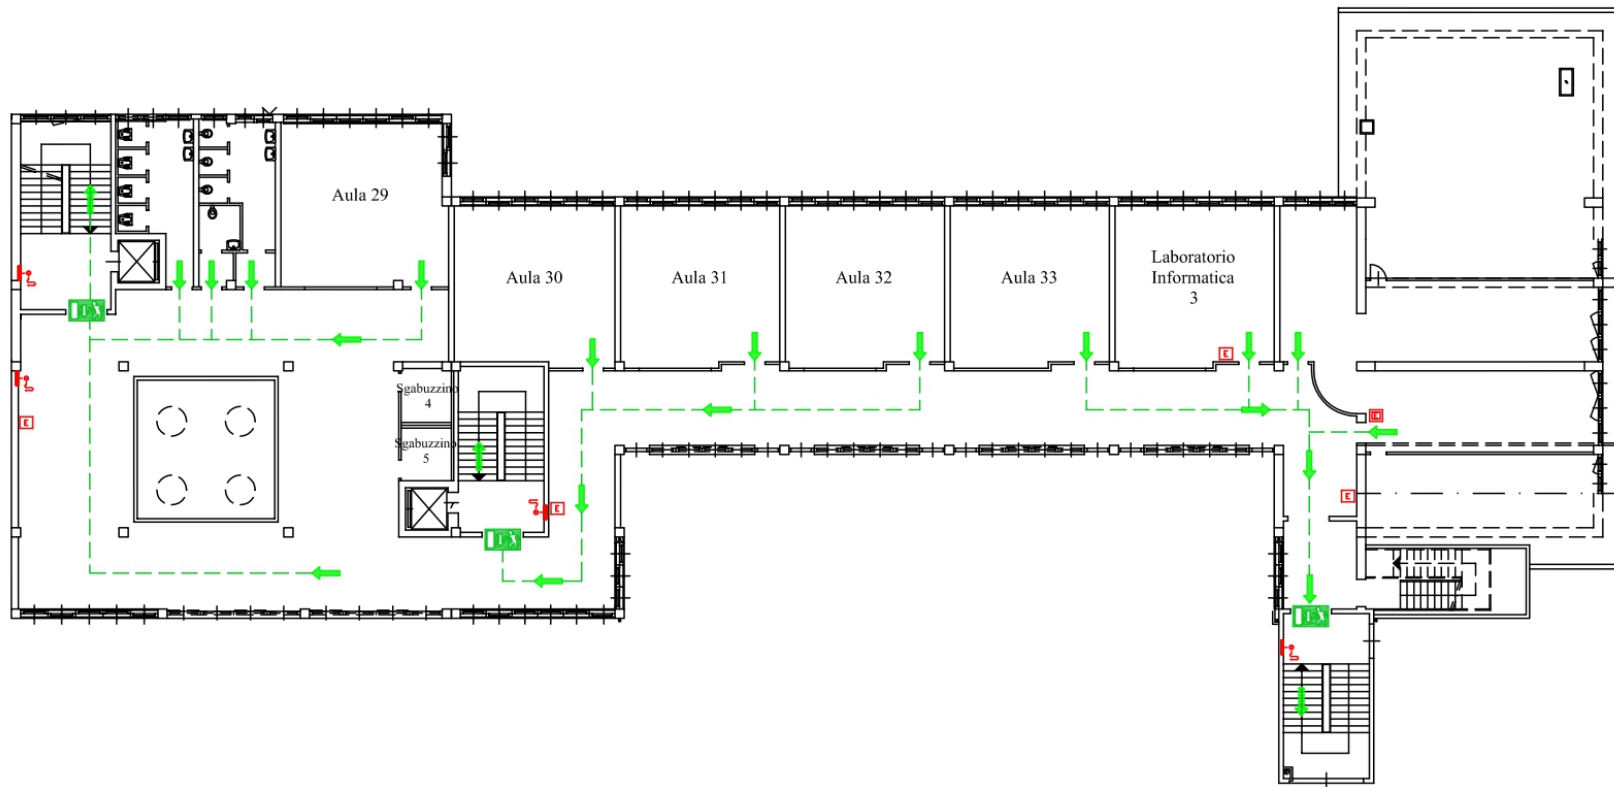 Aula 29
Aula 30
Aula 31
Aula 32
Aula 33
Laboratorio
Informatica
3
Sgabuzzino
4
Sgabuzzino
5
E
E
E
E
E